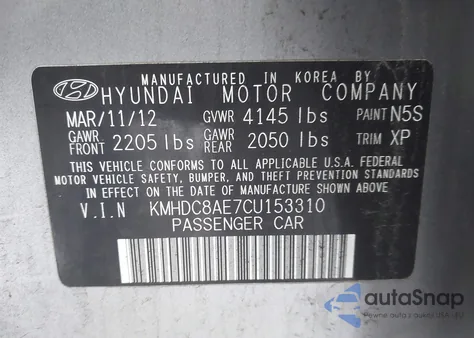 MANUFACTURED IN KOREA BY
HYUNDAI MOTOR COMPANY
MAR/11/12 GVWR 4145 lbs PAINT N5S
GAWR FRONT 2205 lbs GAWR REAR 2050 lbs TRIM XP
THIS VEHICLE CONFORMS TO ALL APPLICABLE U.S.A. FEDERAL
MOTOR VEHICLE SAFETY, BUMPER, AND THEFT PREVENTION
STANDARDS IN EFFECT ON THE DATE OF MANUFACTURE SHOWN ABOVE.
V.I.N KMHDC8AE7CU153310
PASSENGER CAR
autoSnap